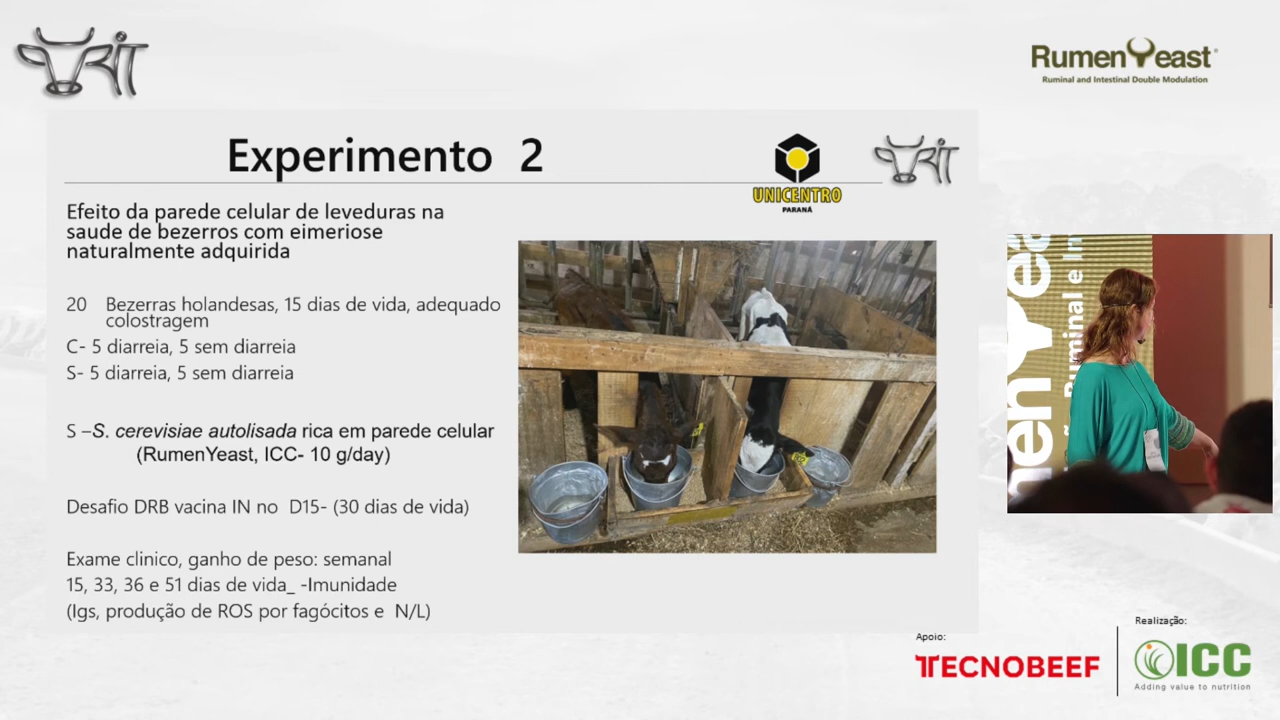 RumenYeast
Ruminal and Intestinal Double Modulation
Experimento 2
UNICENTRO
PARANÁ
Efeito da parede celular de leveduras na
saude de bezerros com eimeriose
naturalmente adquirida
20 Bezerras holandesas, 15 dias de vida, adequado
colostragem
C- 5 diarreia, 5 sem diarreia
S- 5 diarreia, 5 sem diarreia
S –S. cerevisiae autolisada rica em parede celular
(RumenYeast, ICC- 10 g/day)
Desafio DRB vacina IN no D15- (30 dias de vida)
Exame clinico, ganho de peso: semanal
15, 33, 36 e 51 dias de vida_ -Imunidade
(Igs, produção de ROS por fagócitos e N/L)
Apoio:
TECNOBEEF
Realização:
ICC
Adding value to nutrition